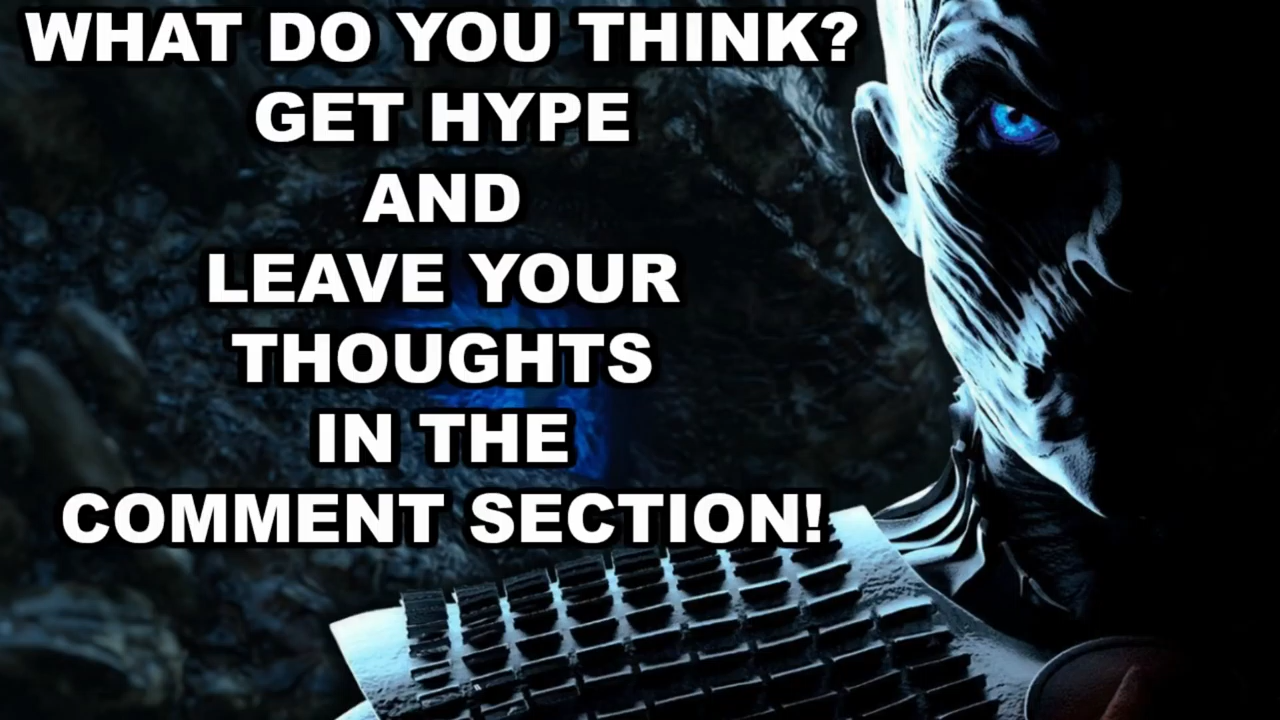 WHAT DO YOU THINK?
GET HYPE
AND
LEAVE YOUR
THOUGHTS
IN THE
COMMENT SECTION!